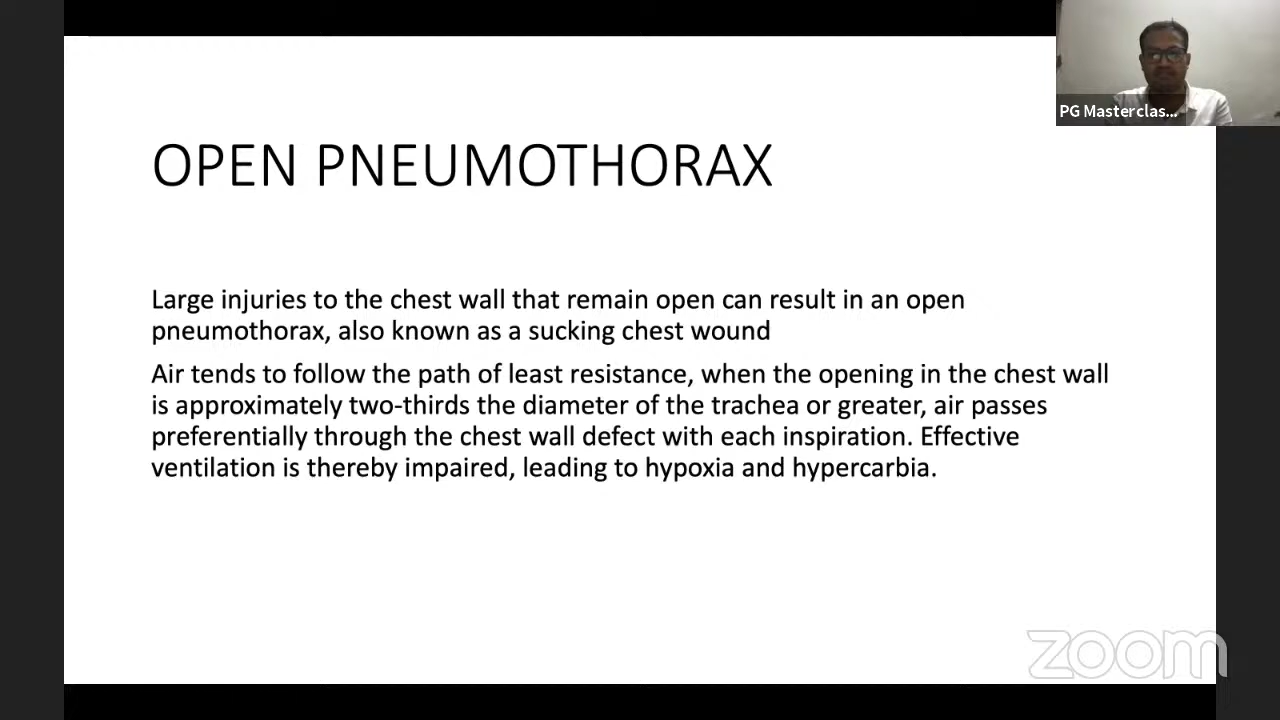 PG Masterclas...
OPEN PNEUMOTHORAX
Large injuries to the chest wall that remain open can result in an open
pneumothorax, also known as a sucking chest wound
Air tends to follow the path of least resistance, when the opening in the chest wall
is approximately two-thirds the diameter of the trachea or greater, air passes
preferentially through the chest wall defect with each inspiration. Effective
ventilation is thereby impaired, leading to hypoxia and hypercarbia.
zoom